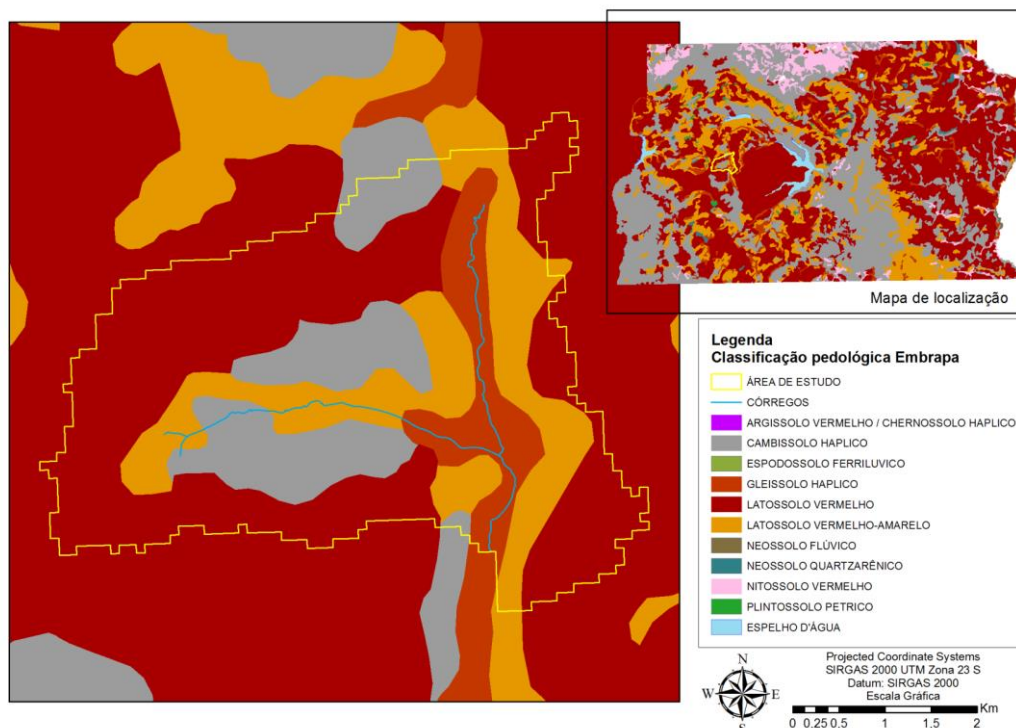 Mapa de localização
Legenda
Classificação pedológica Embrapa
ÁREA DE ESTUDO
CÓRREGOS
ARGISSOLO VERMELHO / CHERNOSSOLO HAPLICO
CAMBISSOLO HAPLICO
ESPODOSSOLO FERRILUVICO
GLEISSOLO HAPLICO
LATOSSOLO VERMELHO
LATOSSOLO VERMELHO-AMARELO
NEOSSOLO FLÚVICO
NEOSSOLO QUARTZARÊNICO
NITOSSOLO VERMELHO
PLINTOSSOLO PETRICO
ESPELHO D'ÁGUA
N
W E
S
Projected Coordinate Systems
SIRGAS 2000 UTM Zona 23 S
Datum: SIRGAS 2000
Escala Gráfica
Km
0 0,25 0,5 1 1 2